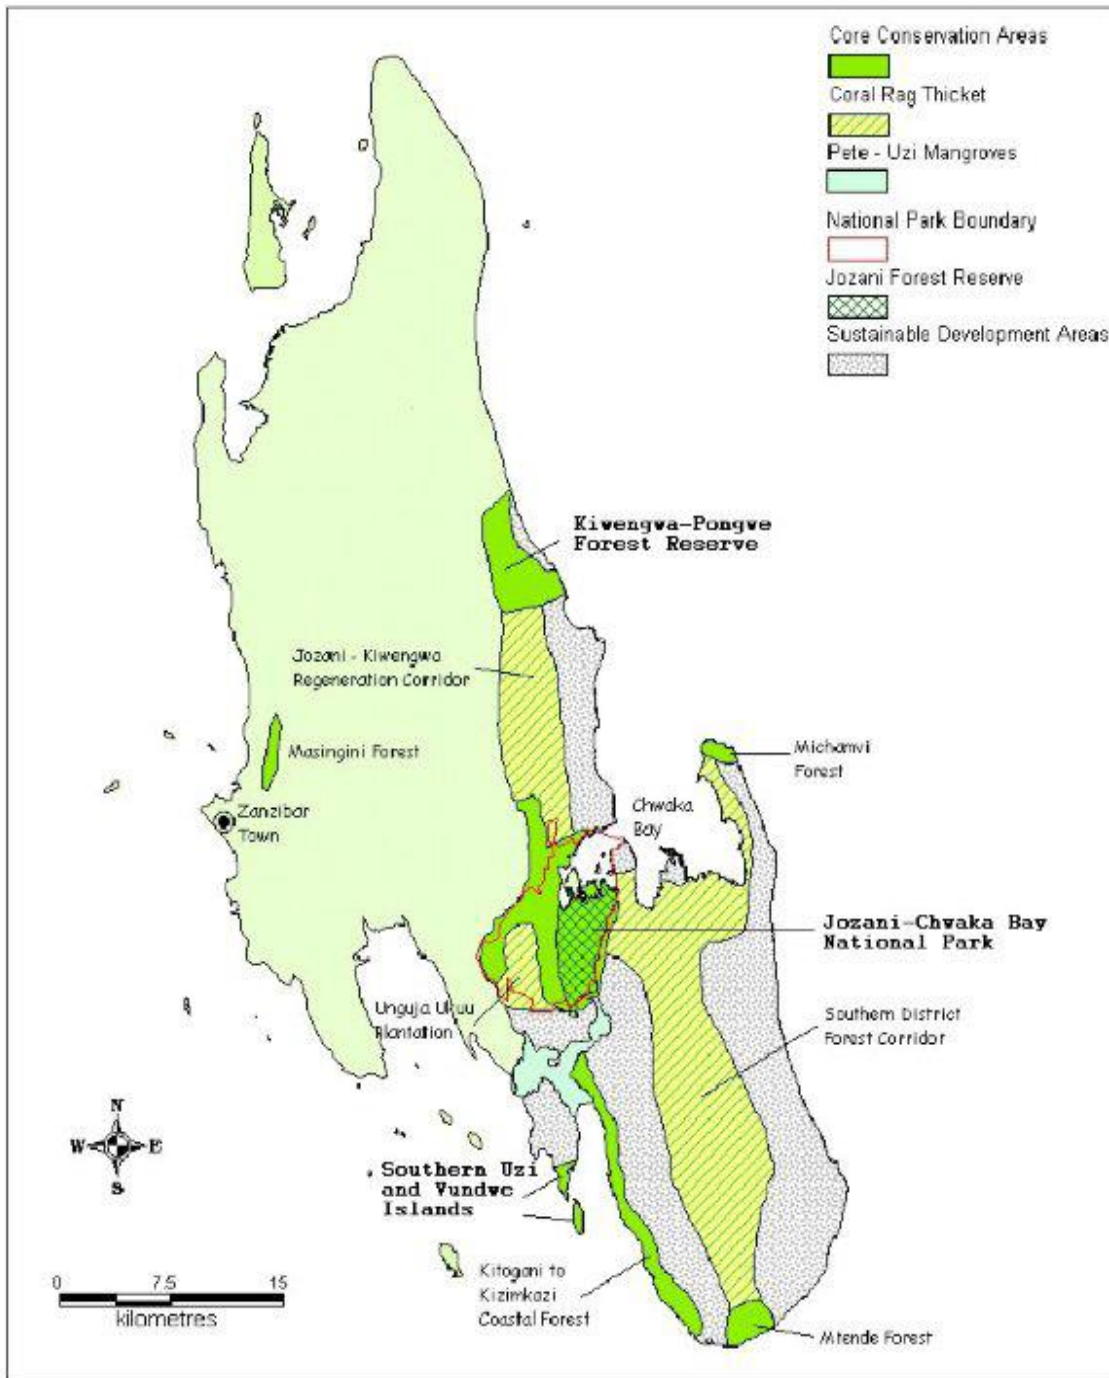 Core Conservation Areas
Coral Rag Thicket
Pete - Uzi Mangroves
National Park Boundary
Jozani Forest Reserve
Sustainable Development Areas
Kiwengwa-Pongwe
Forest Reserve
Jozani - Kiwengwa
Regeneration Corridor
Masingini Forest
Michamvii
Forest
Zanzibar
Town
Chwaka
Bay
Jozani-Chwaka Bay
National Park
Unguja Ukuu
Plantation
Southern District
Forest Corridor
N
W E
S
Southern Uzi
and Vundwe
Islands
0 7.5 15
kilometres
Kitogani to
Kizimkazi
Coastal Forest
Mtende Forest